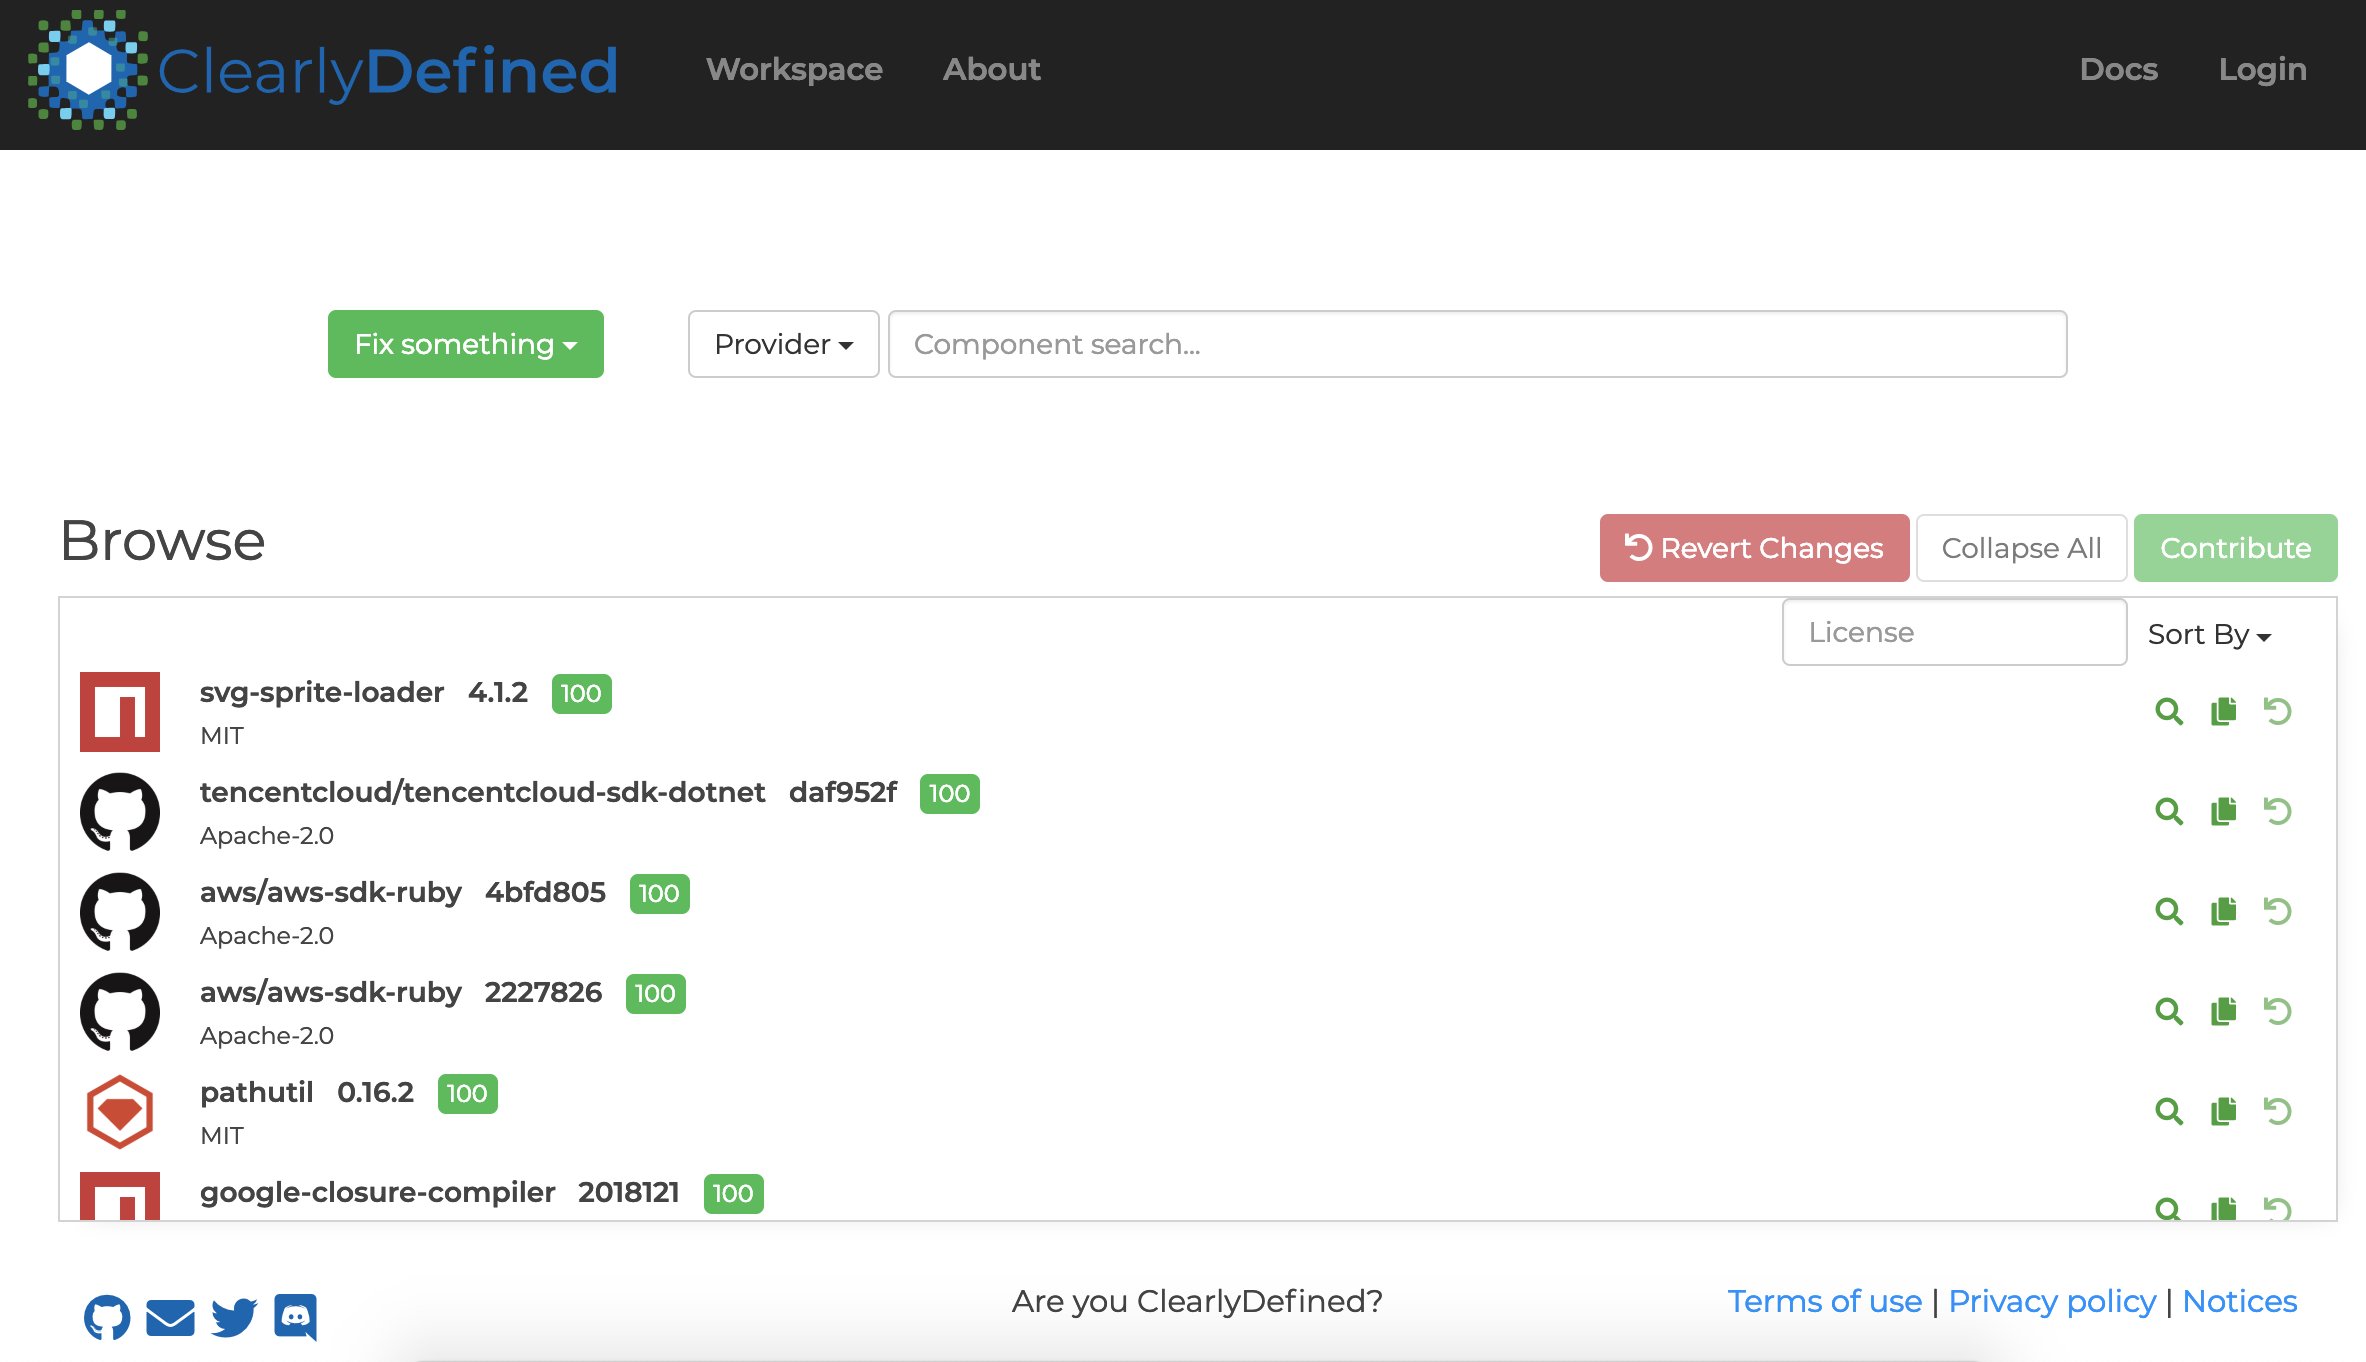 ClearlyDefined Workspace About Docs Login
Fix something Provider Component search...
Browse Revert Changes Collapse All Contribute
License Sort By
svg-sprite-loader 4.1.2 100
MIT
tencentcloud/tencentcloud-sdk-dotnet daf952f 100
Apache-2.0
aws/aws-sdk-ruby 4bfd805 100
Apache-2.0
aws/aws-sdk-ruby 2227826 100
Apache-2.0
pathutil 0.16.2 100
MIT
google-closure-compiler 2018121 100
Are you ClearlyDefined? Terms of use | Privacy policy | Notices